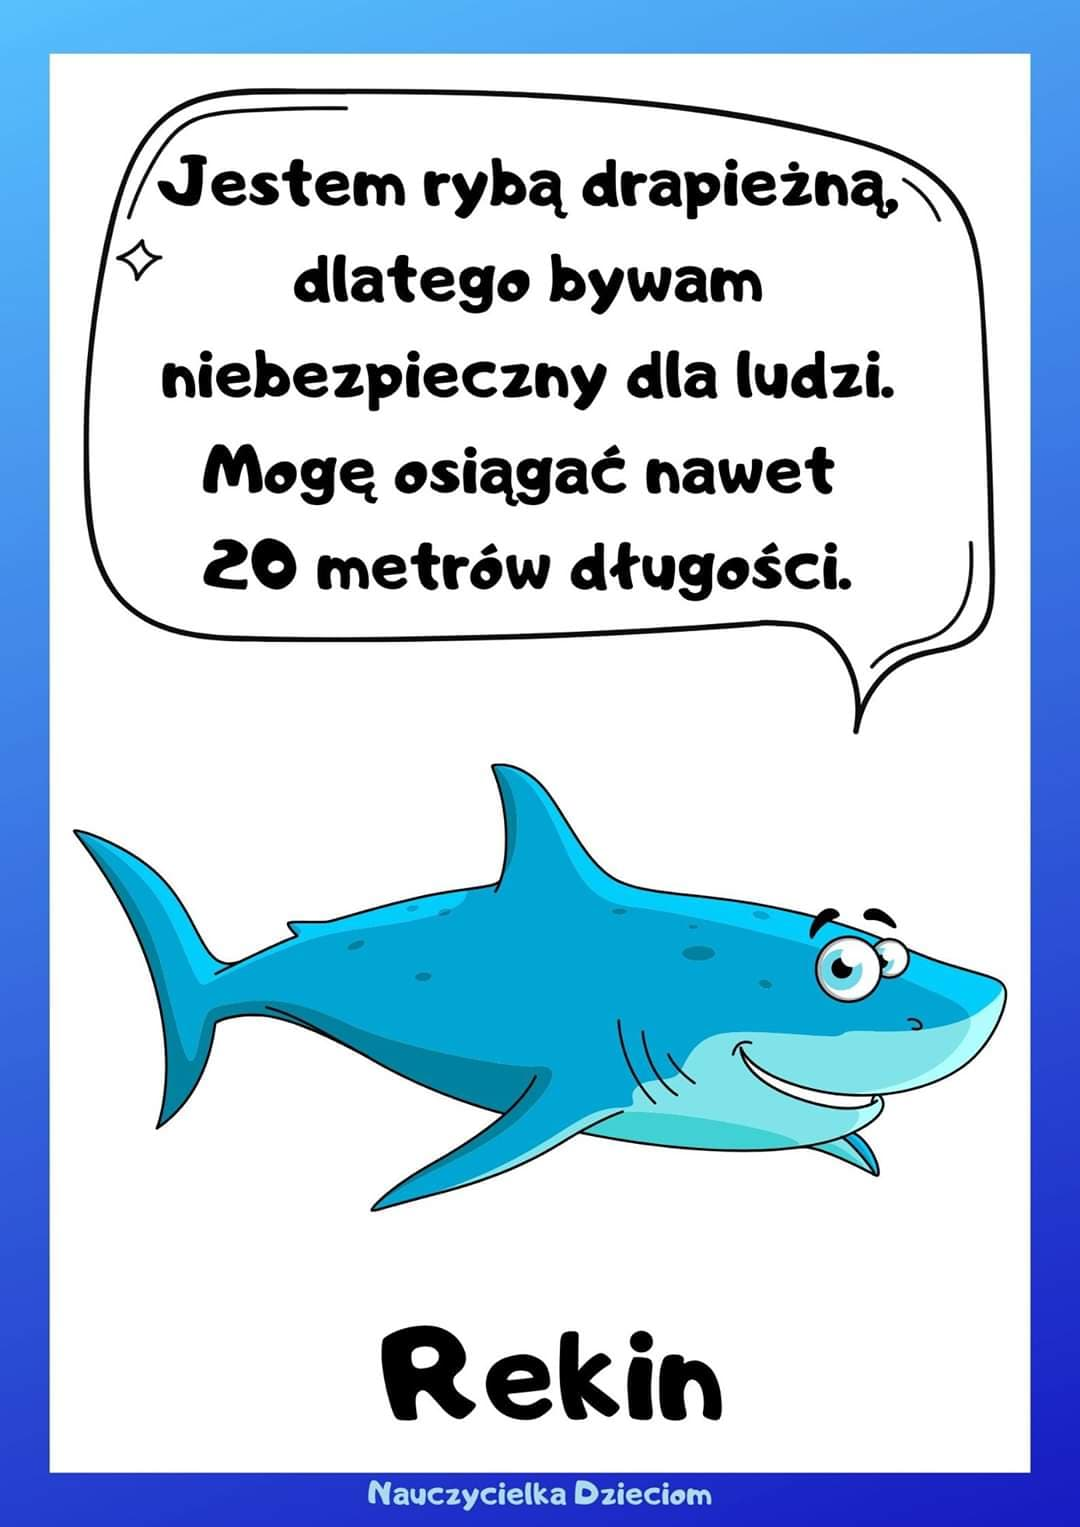 Jestem rybą drapieżną,
dlatego bywam
niebezpieczny dla ludzi.
Mogę osiągać nawet
20 metrów długości.
Rekin
Nauczycielka Dzieciom